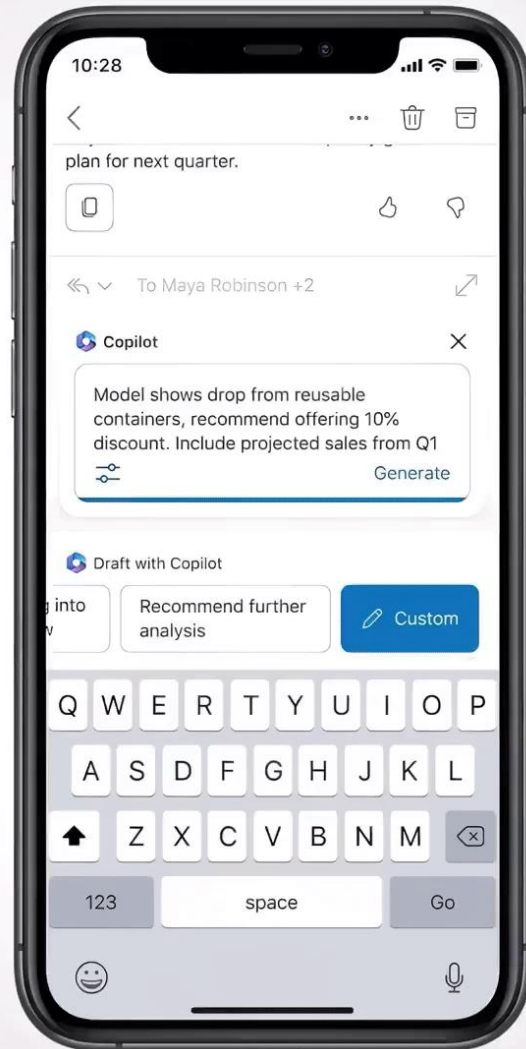 10:28
plan for next quarter.
To Maya Robinson +2
Copilot
Model shows drop from reusable
containers, recommend offering 10%
discount. Include projected sales from Q1
Generate
Draft with Copilot
into
Recommend further
analysis
Custom
Q W E R T Y U I O P
A S D F G H J K L
Z X C V B N M
123 space Go